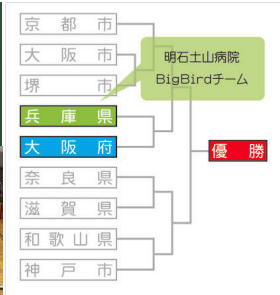 京都市
大阪市
堺市
明石土山病院
BigBirdチーム
兵庫県
大阪府
優勝
奈良県
滋賀県
和歌山県
神戸市